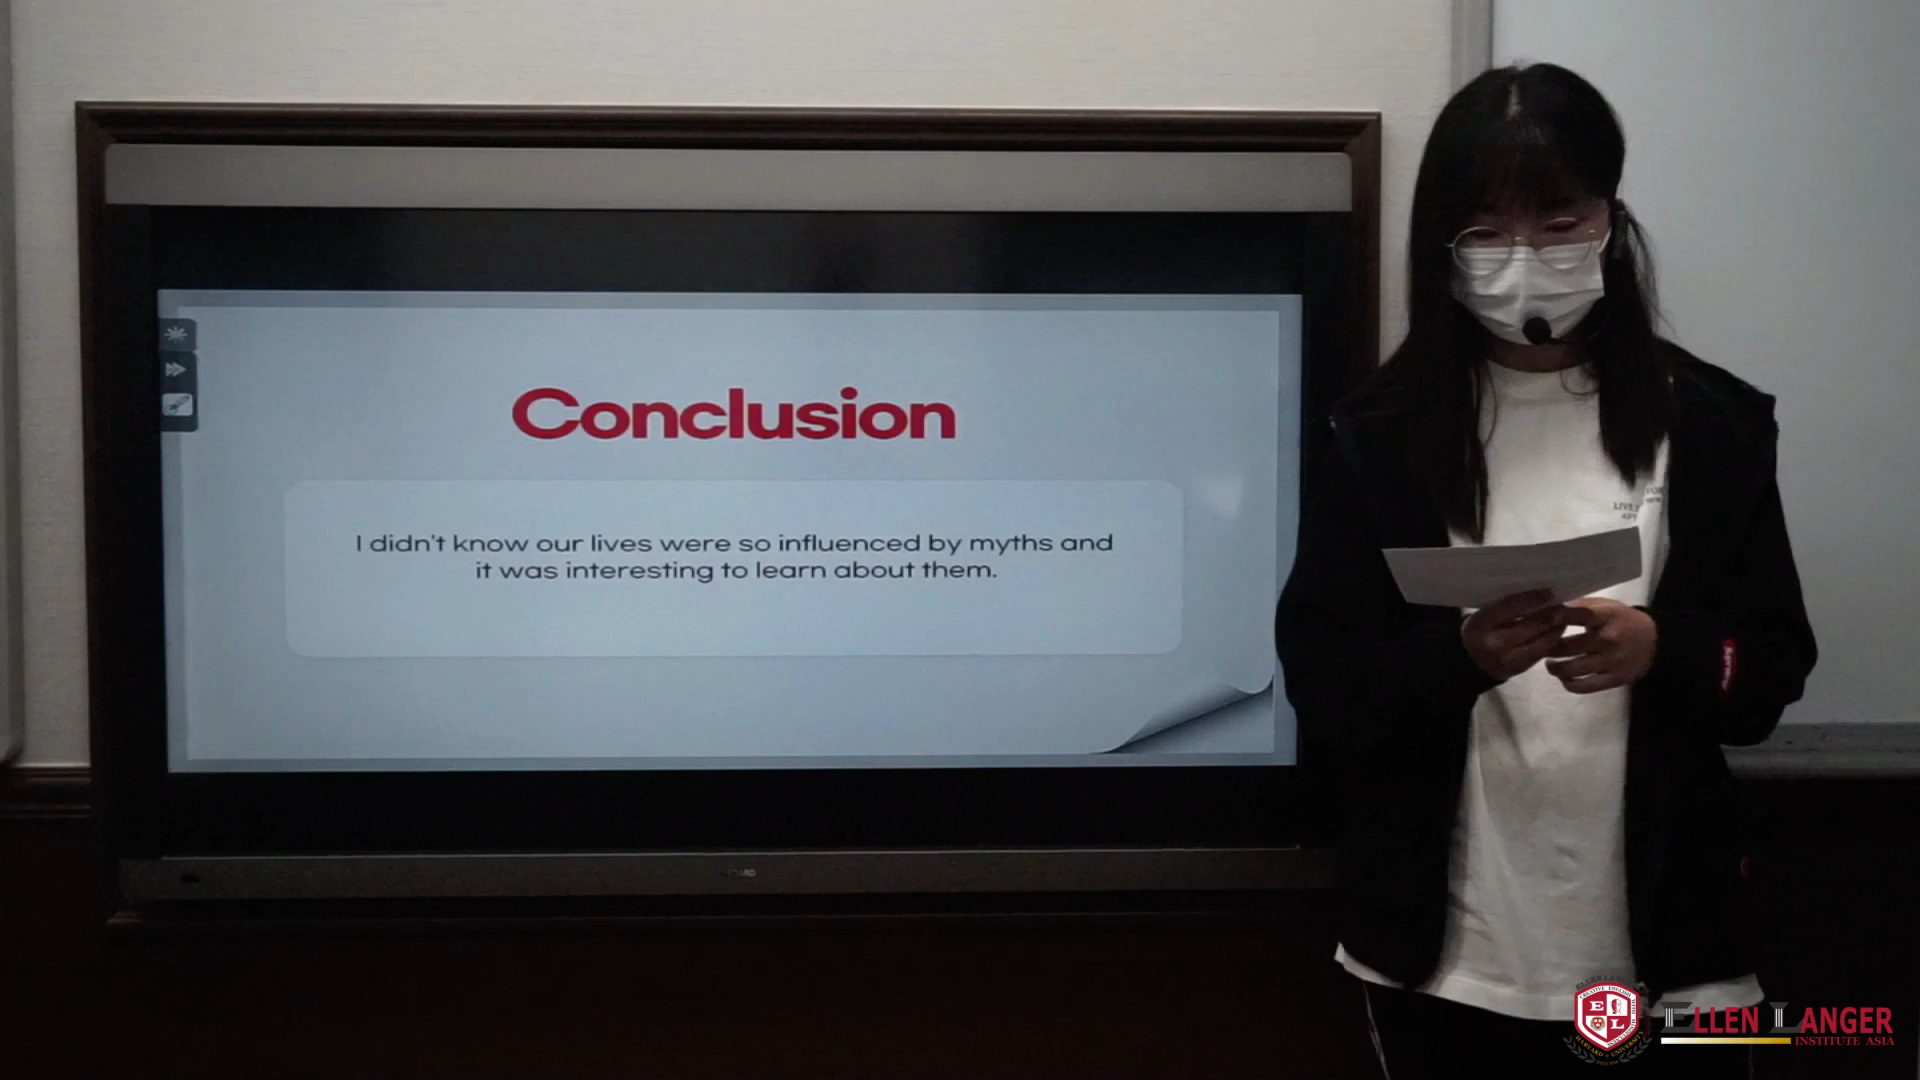 Conclusion
I didn't know our lives were so influenced by myths and
it was interesting to learn about them.
Supreme
E L
ELLEN LANGER
INSTITUTE ASIA